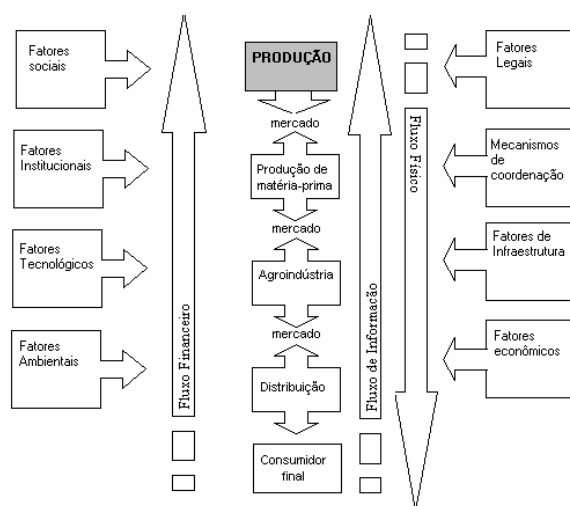 Fatores
sociais
Fatores
Institucionais
Fatores
Tecnológicos
Fatores
Ambientais
Fluxo Financeiro
PRODUÇÃO
mercado
Produção de
matéria-prima
mercado
Agroindústria
mercado
Distribuição
Consumidor
final
Fluxo de Informação
Fluxo Físico
Fatores
Legais
Mecanismos
de
coordenação
Fatores de
Infraestrutura
Fatores
econômicos